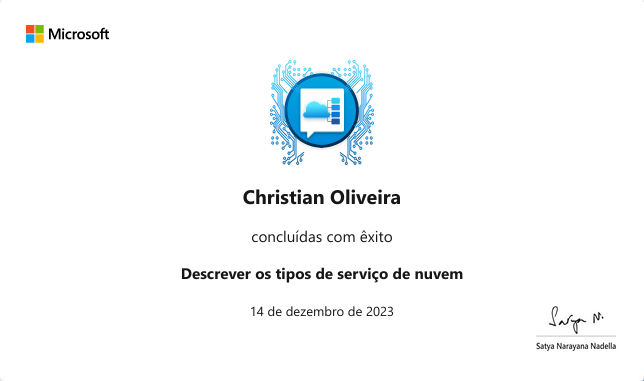 Microsoft
Christian Oliveira
concluídas com êxito
Descrever os tipos de serviço de nuvem
14 de dezembro de 2023
Satya N.
Satya Narayana Nadella